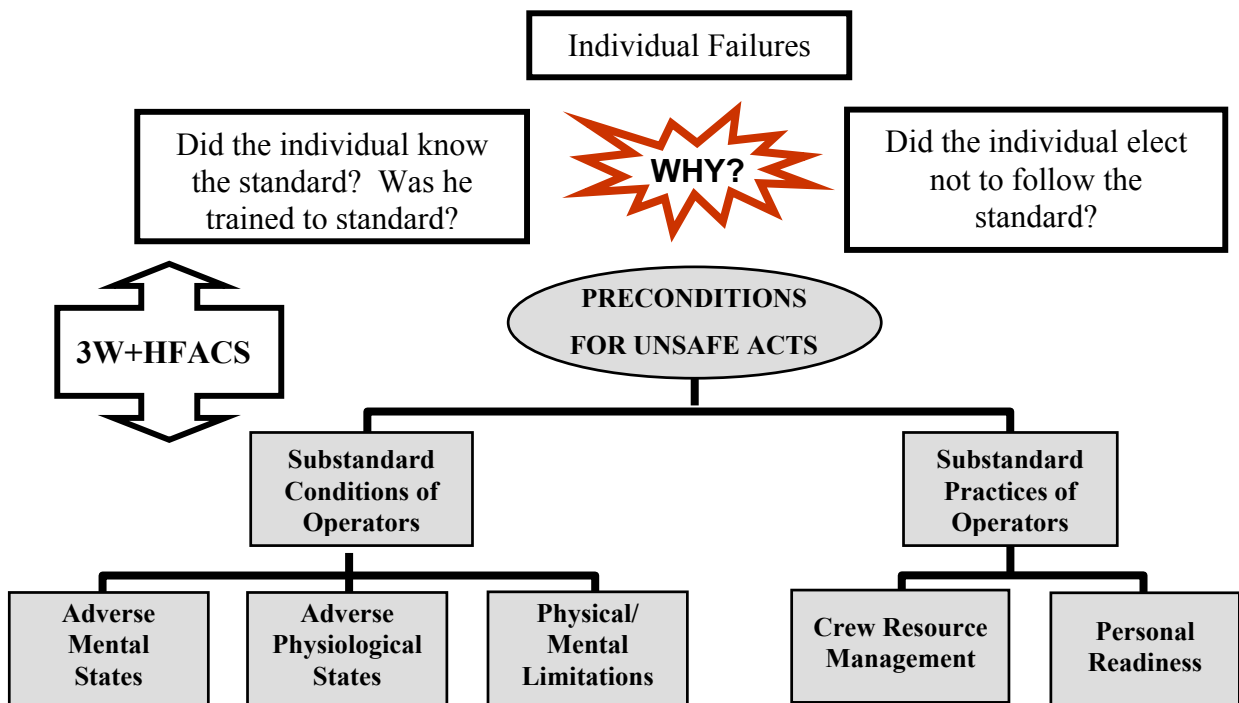 Individual Failures
Did the individual know
the standard?  Was he
trained to standard?
WHY?
Did the individual elect
not to follow the
standard?
3W+HFACS
PRECONDITIONS
FOR UNSAFE ACTS
Substandard
Conditions of
Operators
Substandard
Practices of
Operators
Adverse
Mental
States
Adverse
Physiological
States
Physical/
Mental
Limitations
Crew Resource
Management
Personal
Readiness